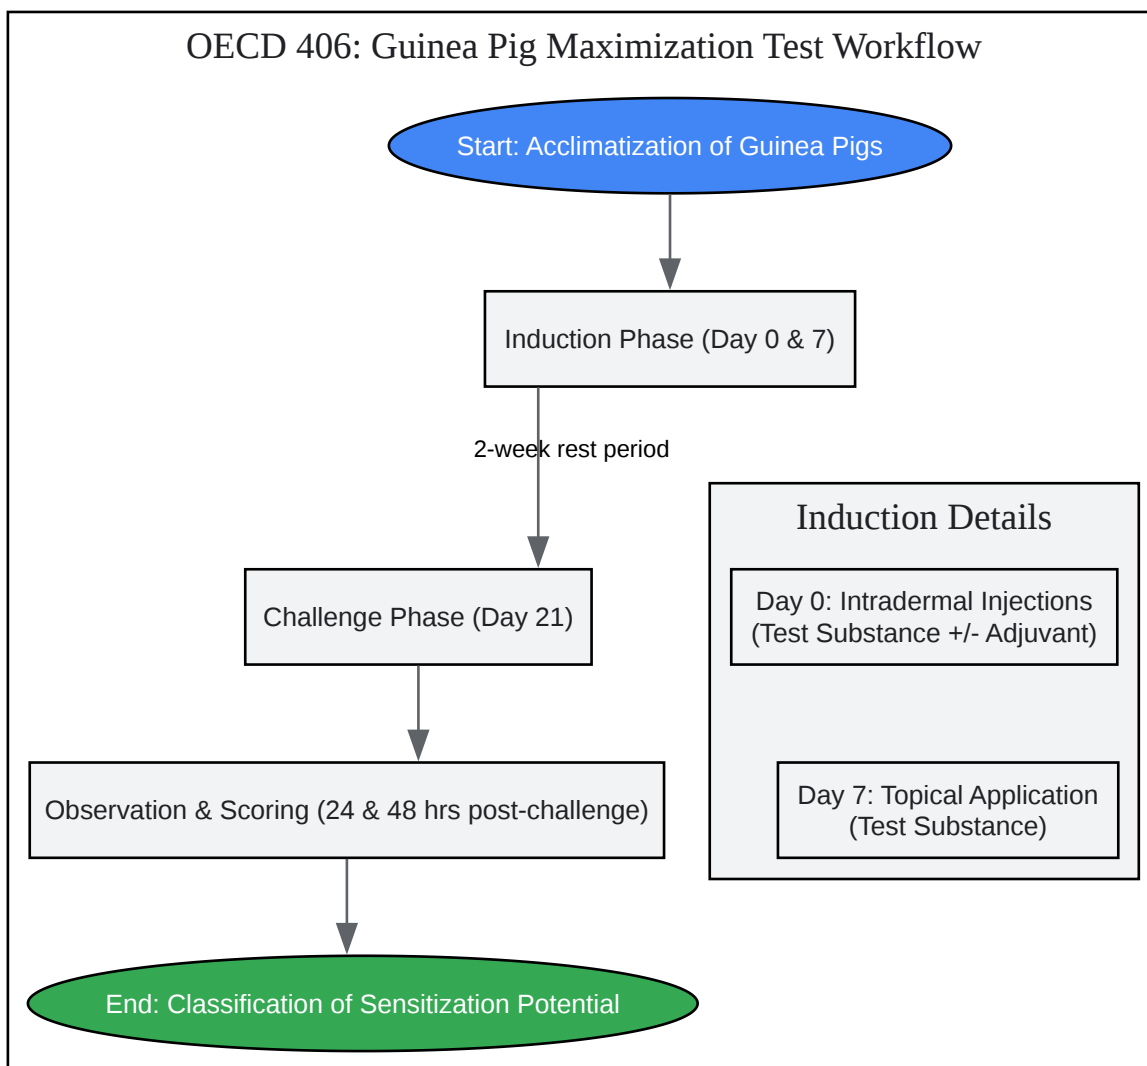 OECD 406: Guinea Pig Maximization Test Workflow
Start: Acclimatization of Guinea Pigs
Induction Phase (Day 0 & 7)
2-week rest period
Challenge Phase (Day 21)
Observation & Scoring (24 & 48 hrs post-challenge)
End: Classification of Sensitization Potential
Induction Details
Day 0: Intradermal Injections
(Test Substance +/- Adjuvant)
Day 7: Topical Application
(Test Substance)